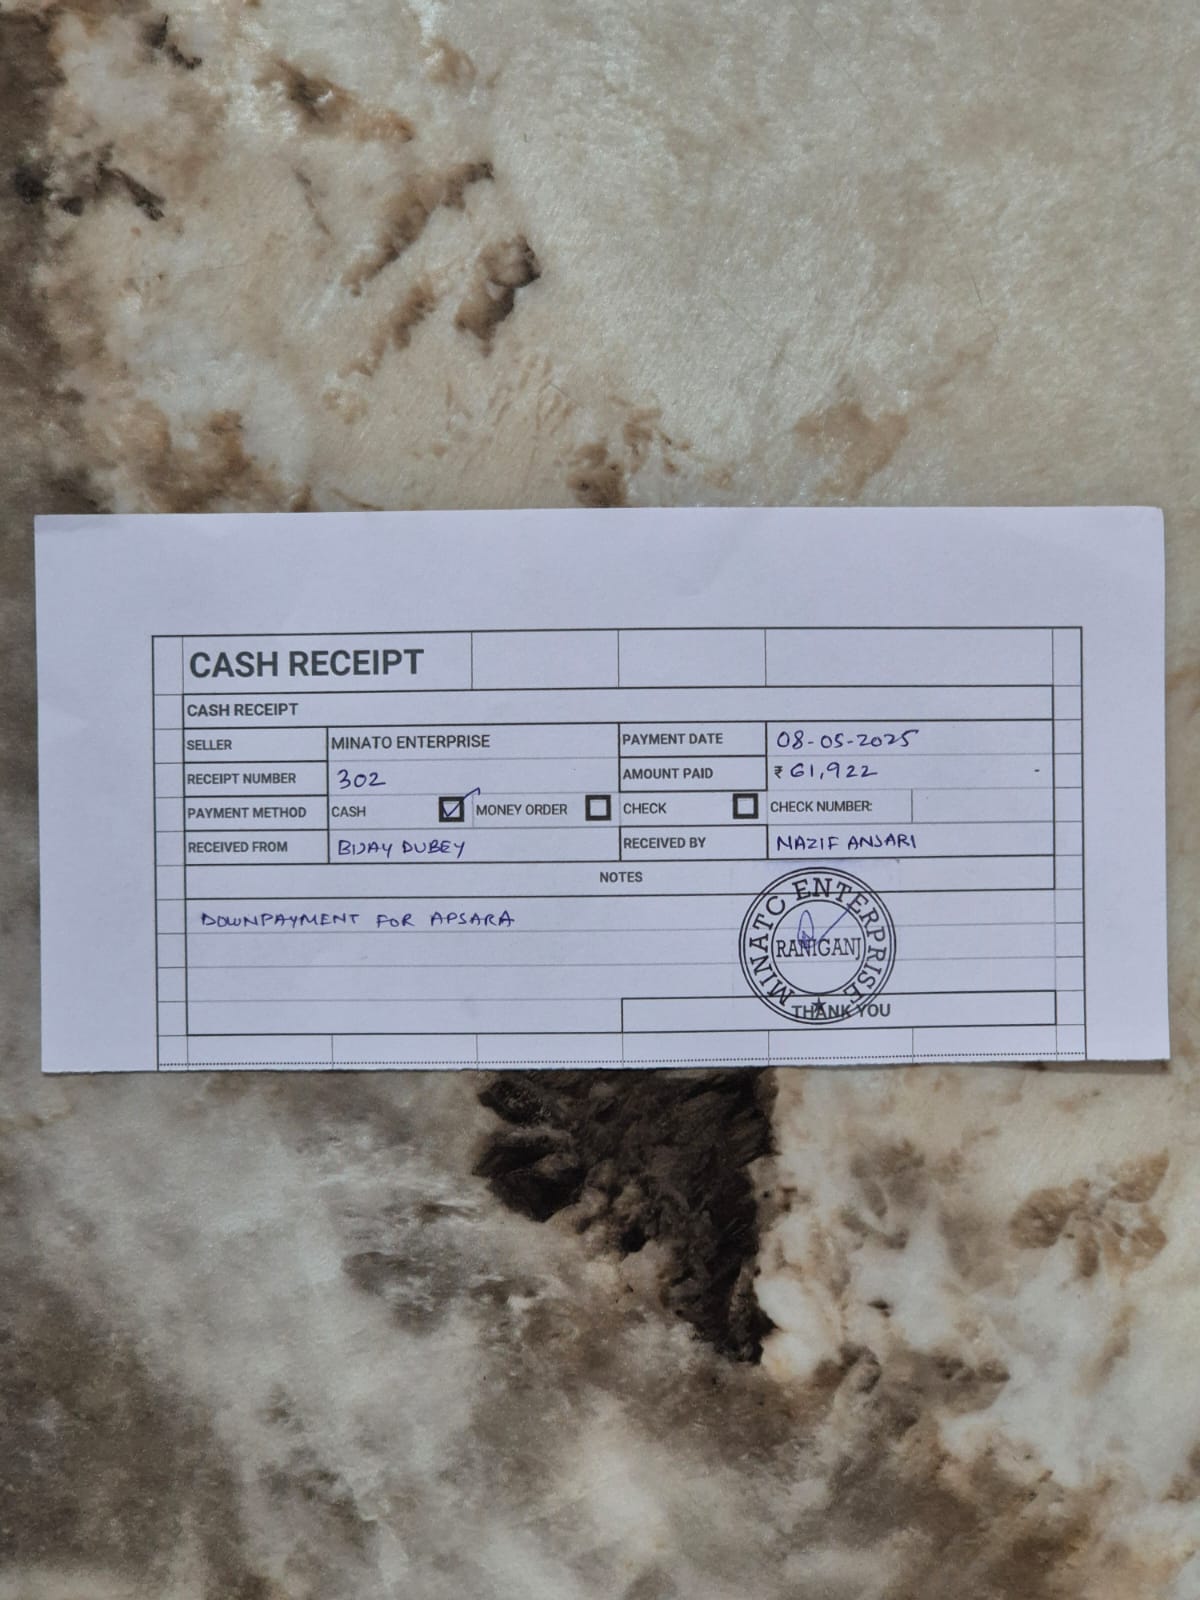 CASH RECEIPT
CASH RECEIPT
SELLER MINATO ENTERPRISE PAYMENT DATE 08-05-2025
RECEIPT NUMBER 302 AMOUNT PAID ₹ 61,922
PAYMENT METHOD CASH MONEY ORDER CHECK CHECK NUMBER:
RECEIVED FROM BIJAY DUBEY RECEIVED BY NAZIF ANSARI
NOTES
DOWNPAYMENT FOR APSARA
MINATO ENTERPRISE
RANIGANJ
THANK YOU